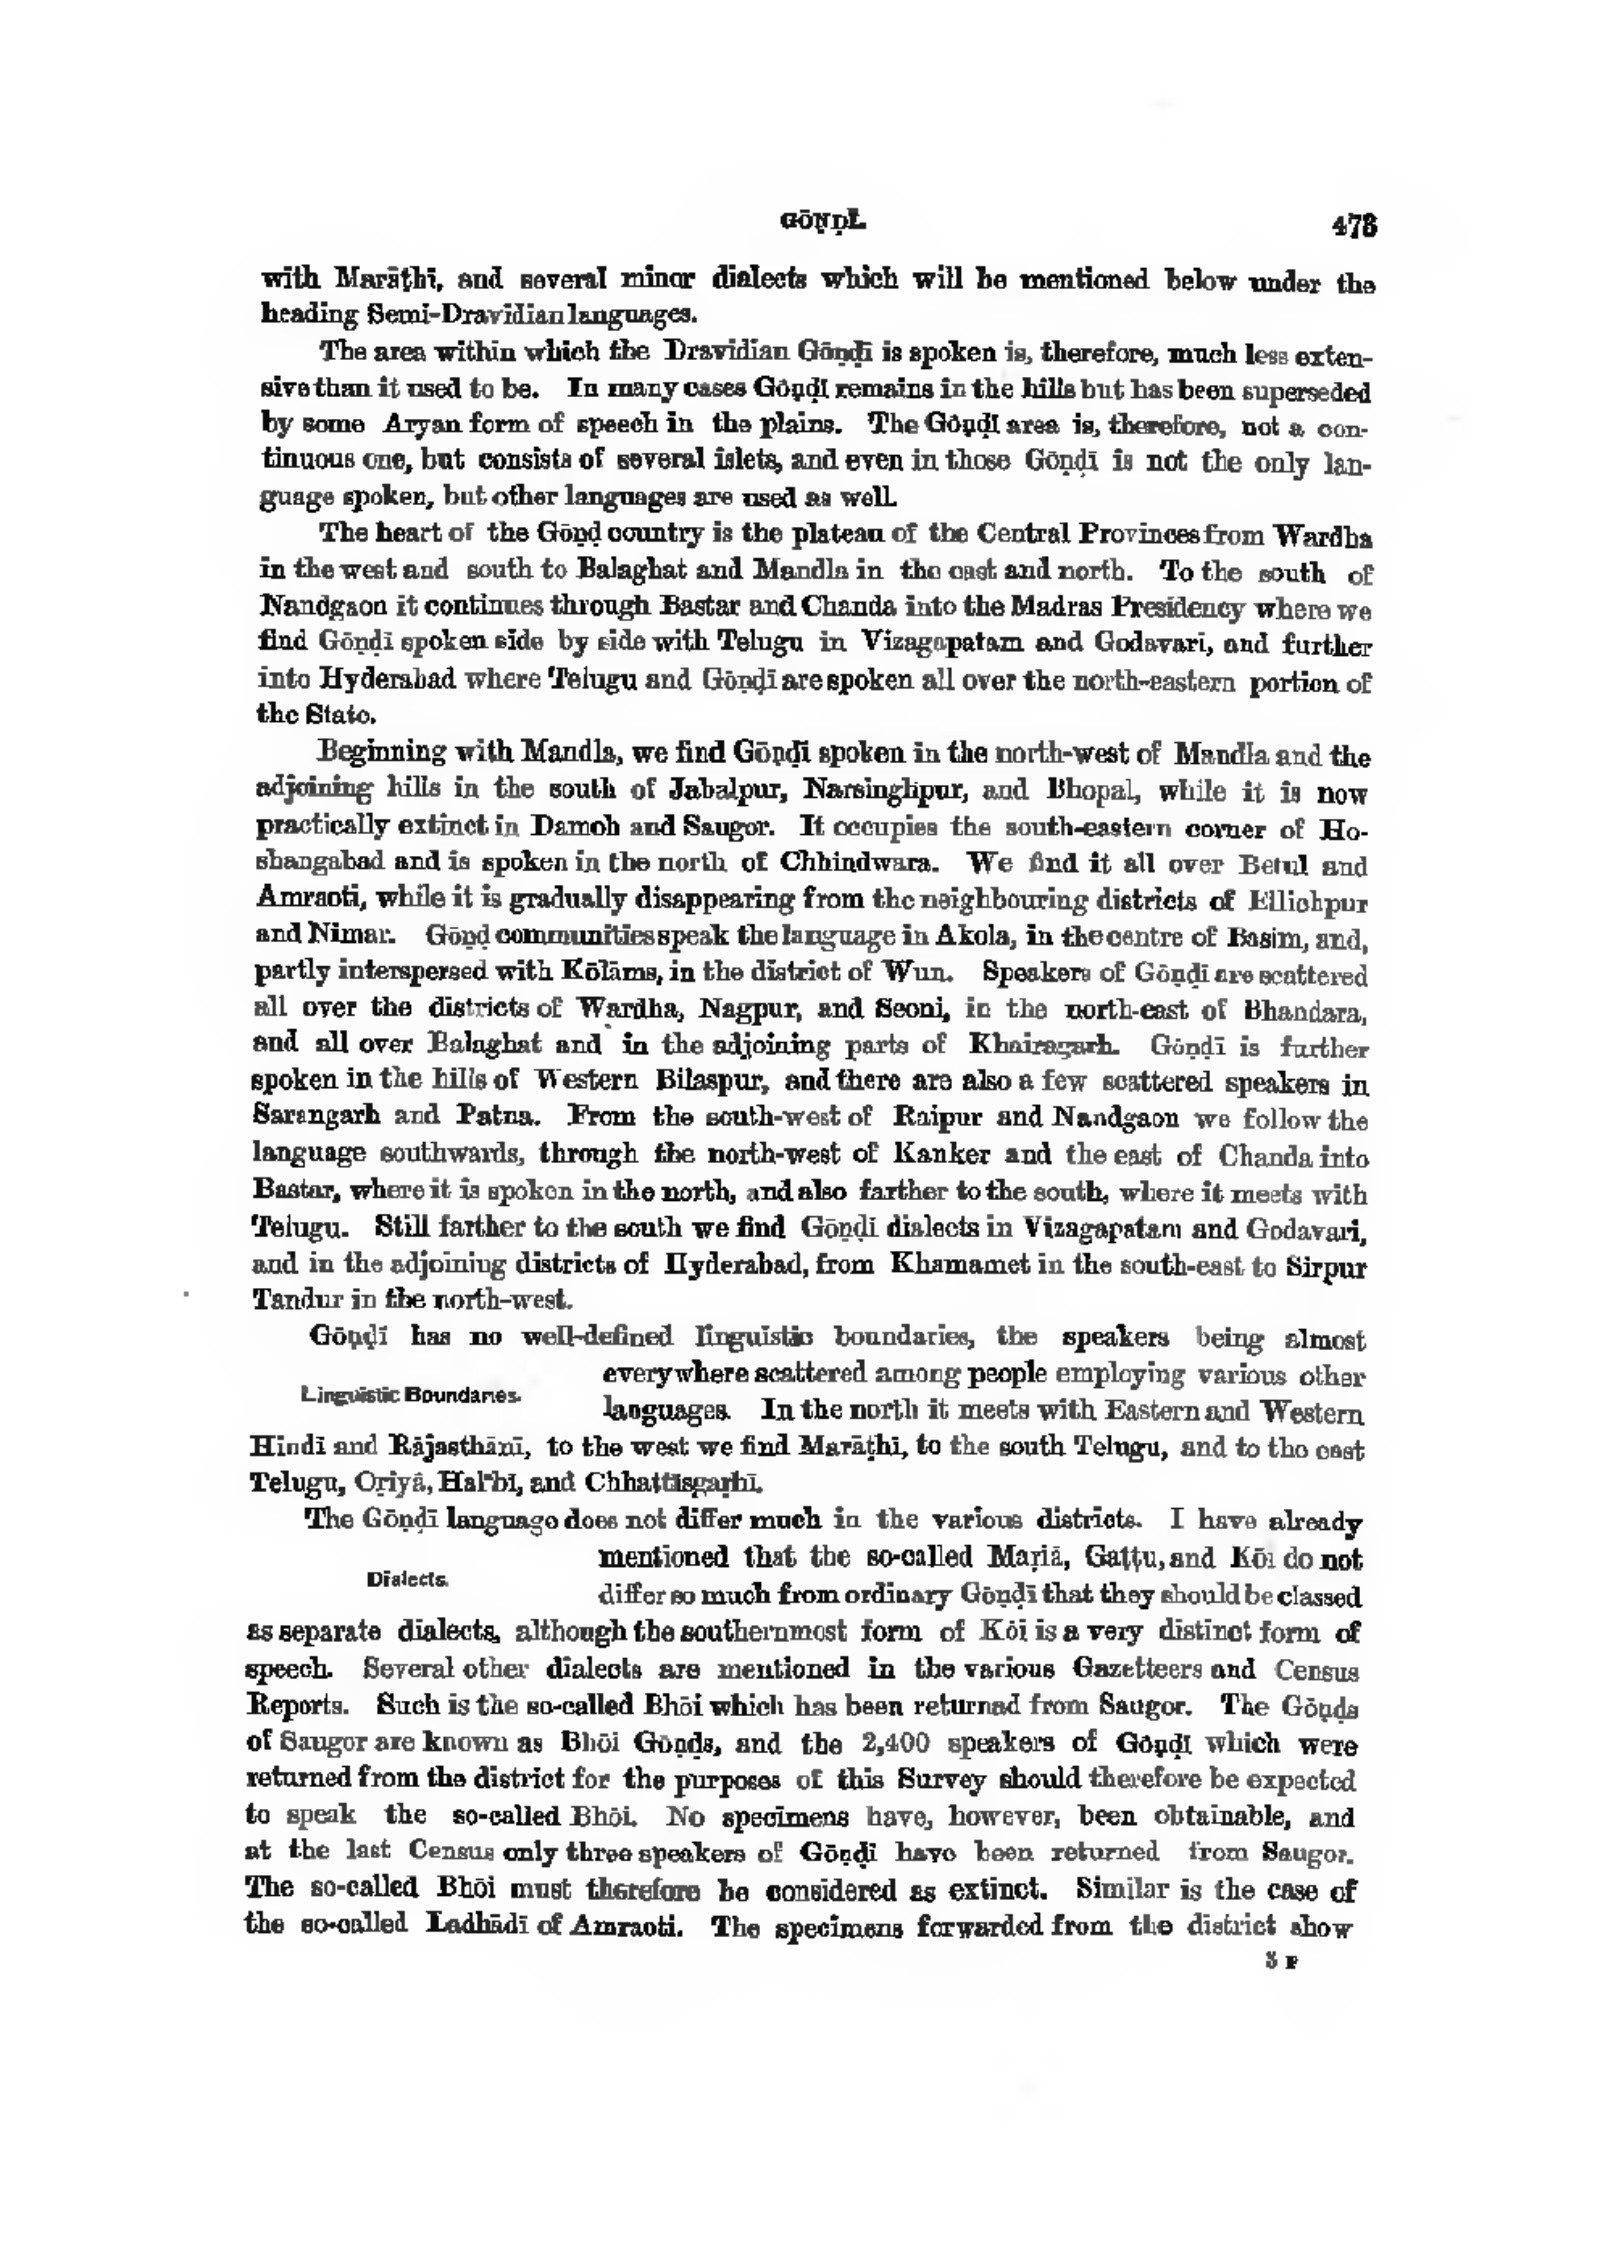 GŌṆḌĪ. 473
with Marāṭhī, and several minor dialects which will be mentioned below under the
heading Semi-Dravidian languages.
The area within which the Dravidian Gōṇḍī is spoken is, therefore, much less exten-
sive than it used to be. In many cases Gōṇḍī remains in the hills but has been superseded
by some Aryan form of speech in the plains. The Gōṇḍī area is, therefore, not a con-
tinuous one, but consists of several islets, and even in those Gōṇḍī is not the only lan-
guage spoken, but other languages are used as well.
The heart of the Gōṇḍ country is the plateau of the Central Provinces from Wardha
in the west and south to Balaghat and Mandla in the east and north. To the south of
Nandgaon it continues through Bastar and Chanda into the Madras Presidency where we
find Gōṇḍī spoken side by side with Telugu in Vizagapatam and Godavari, and further
into Hyderabad where Telugu and Gōṇḍī are spoken all over the north-eastern portion of
the State.
Beginning with Mandla, we find Gōṇḍī spoken in the north-west of Mandla and the
adjoining hills in the south of Jabalpur, Narsinghpur, and Bhopal, while it is now
practically extinct in Damoh and Saugor. It occupies the south-eastern corner of Ho-
shangabad and is spoken in the north of Chhindwara. We find it all over Betul and
Amraoti, while it is gradually disappearing from the neighbouring districts of Ellichpur
and Nimar. Gōṇḍ communities speak the language in Akola, in the centre of Basim, and,
partly interspersed with Kōlāms, in the district of Wun. Speakers of Gōṇḍī are scattered
all over the districts of Wardha, Nagpur, and Seoni, in the north-east of Bhandara,
and all over Balaghat and in the adjoining parts of Khairagarh. Gōṇḍī is further
spoken in the hills of Western Bilaspur, and there are also a few scattered speakers in
Sarangarh and Patna. From the south-west of Raipur and Nandgaon we follow the
language southwards, through the north-west of Kanker and the east of Chanda into
Bastar, where it is spoken in the north, and also farther to the south, where it meets with
Telugu. Still farther to the south we find Gōṇḍī dialects in Vizagapatam and Godavari,
and in the adjoining districts of Hyderabad, from Khamamet in the south-east to Sirpur
Tandur in the north-west.
Gōṇḍī has no well-defined linguistic boundaries, the speakers being almost
everywhere scattered among people employing various other
Linguistic Boundaries.
languages. In the north it meets with Eastern and Western
Hindī and Rājasthānī, to the west we find Marāṭhī, to the south Telugu, and to the east
Telugu, Oṛiyā, Halᵃbī, and Chhattīsgaṛhī.
The Gōṇḍī language does not differ much in the various districts. I have already
mentioned that the so-called Maṛiā, Gaṭṭu, and Kōi do not
Dialects.
differ so much from ordinary Gōṇḍī that they should be classed
as separate dialects, although the southernmost form of Kōi is a very distinct form of
speech. Several other dialects are mentioned in the various Gazetteers and Census
Reports. Such is the so-called Bhōi which has been returned from Saugor. The Gōṇḍs
of Saugor are known as Bhōi Gōṇḍs, and the 2,400 speakers of Gōṇḍī which were
returned from the district for the purposes of this Survey should therefore be expected
to speak the so-called Bhōi. No specimens have, however, been obtainable, and
at the last Census only three speakers of Gōṇḍī have been returned from Saugor.
The so-called Bhōi must therefore be considered as extinct. Similar is the case of
the so-called Ladhādī of Amraoti. The specimens forwarded from the district show
3 P